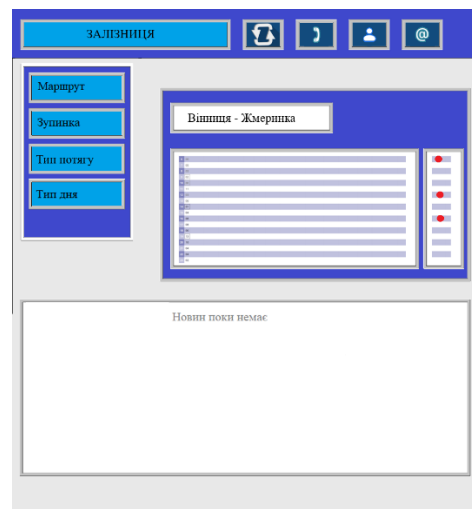 ЗАЛІЗНИЦЯ
@
Маршрут
Зупинка
Тип потягу
Тип дня
Вінниця - Жмеринка
Новин поки немає